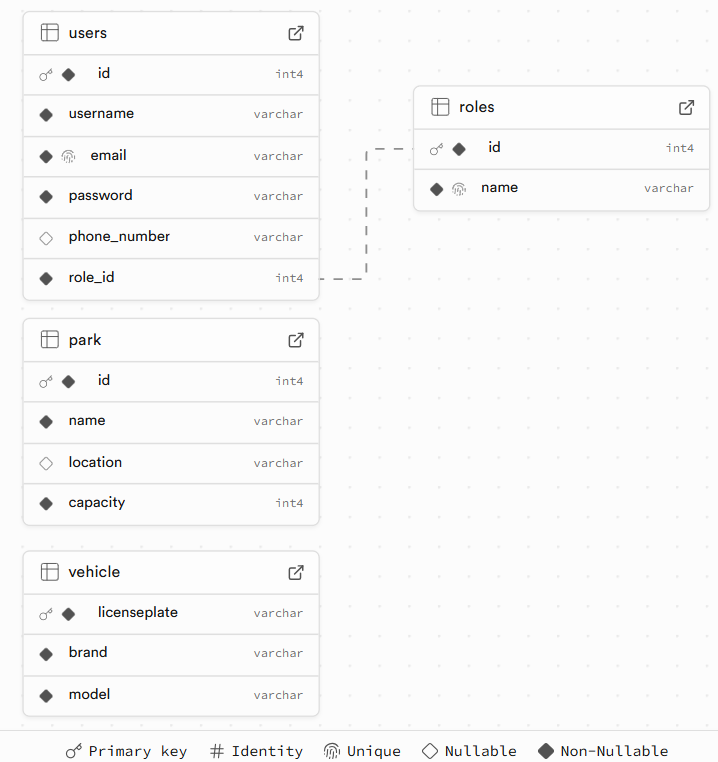 users
id int4
username varchar
email varchar
password varchar
phone_number varchar
role_id int4
roles
id int4
name varchar
park
id int4
name varchar
location varchar
capacity int4
vehicle
licenseplate varchar
brand varchar
model varchar
Primary key # Identity Unique Nullable Non-Nullable